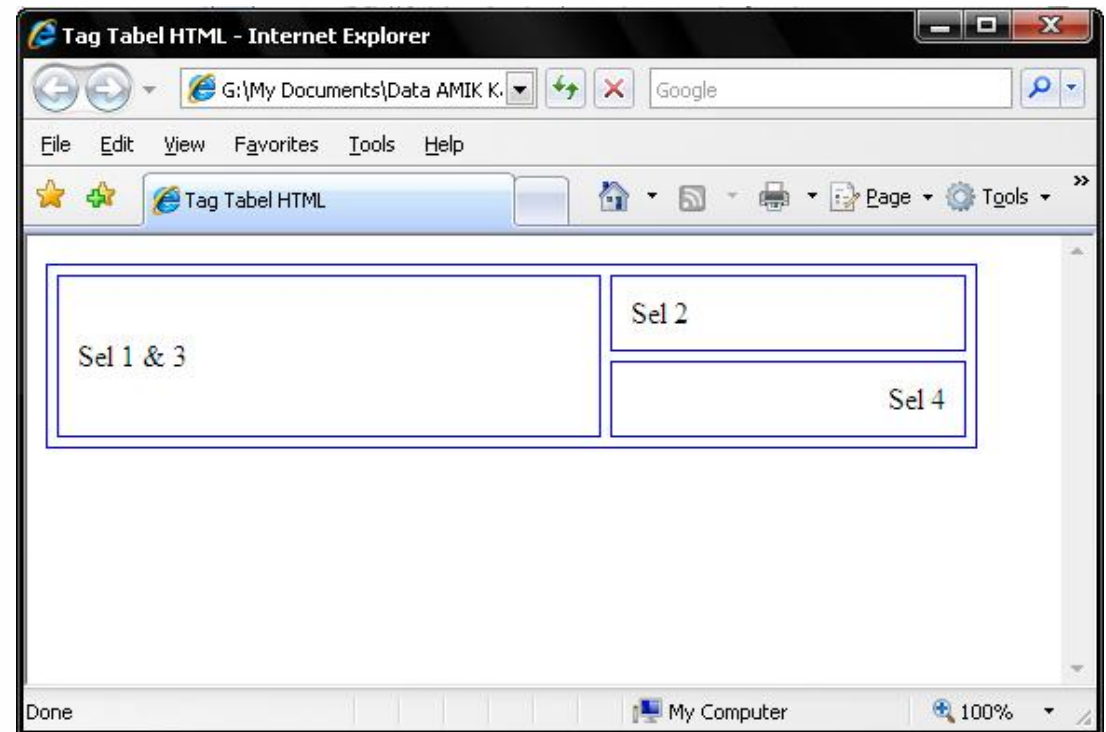 Tag Tabel HTML - Internet Explorer
G:\My Documents\Data AMIK K
Google
File Edit View Favorites Tools Help
Tag Tabel HTML
Page Tools »
Sel 1 & 3
Sel 2
Sel 4
Done
My Computer
100%